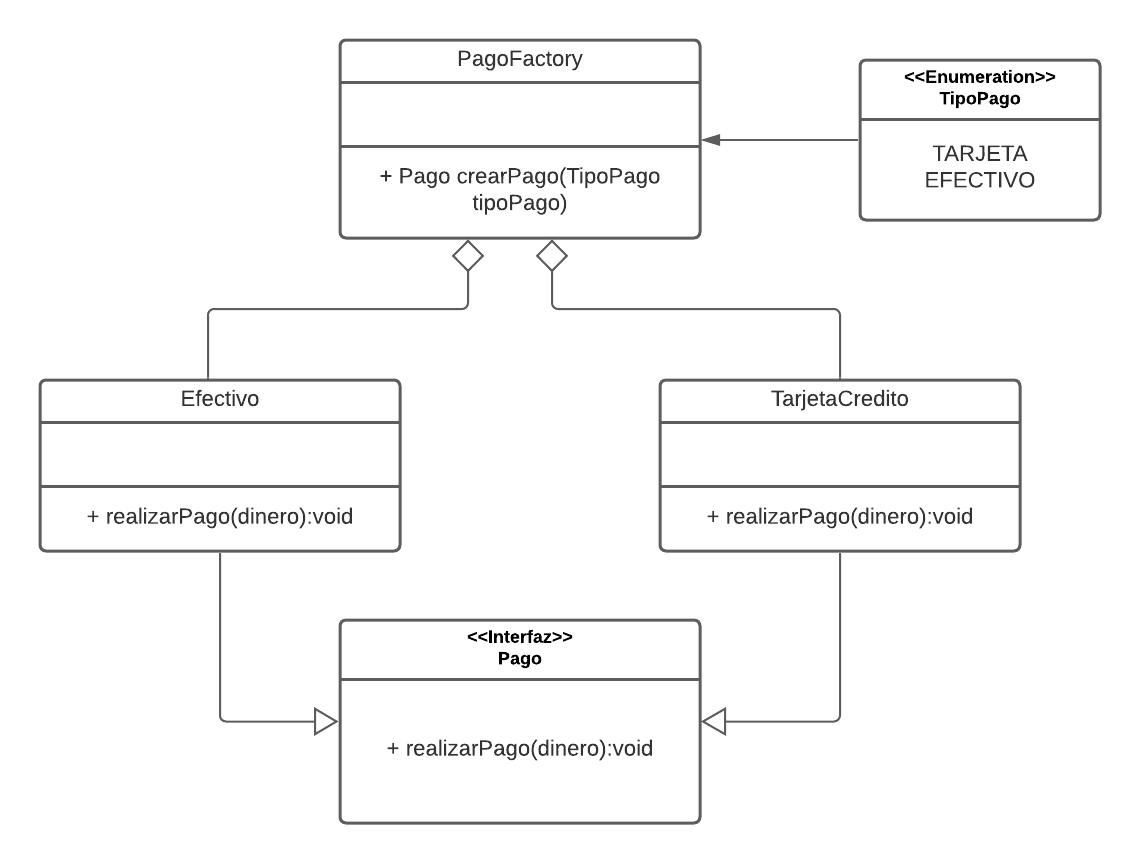 PagoFactory
+ Pago crearPago(TipoPago
tipoPago)
<<Enumeration>>
TipoPago
TARJETA
EFECTIVO
Efectivo
+ realizarPago(dinero):void
TarjetaCredito
+ realizarPago(dinero):void
<<Interfaz>>
Pago
+ realizarPago(dinero):void